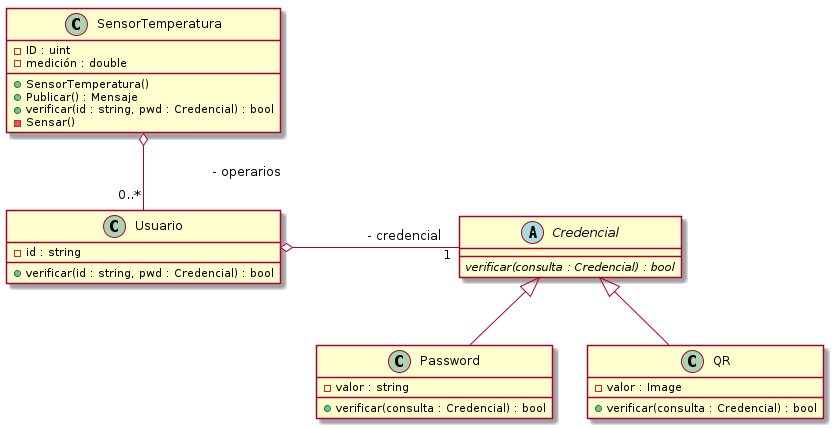 C SensorTemperatura
ID : uint
medición : double
SensorTemperatura()
Publicar() : Mensaje
verificar(id : string, pwd : Credencial) : bool
Sensar()
- operarios
0..*
C Usuario
id : string
verificar(id : string, pwd : Credencial) : bool
- credencial
1
A Credencial
verificar(consulta : Credencial) : bool
C Password
valor : string
verificar(consulta : Credencial) : bool
C QR
valor : Image
verificar(consulta : Credencial) : bool